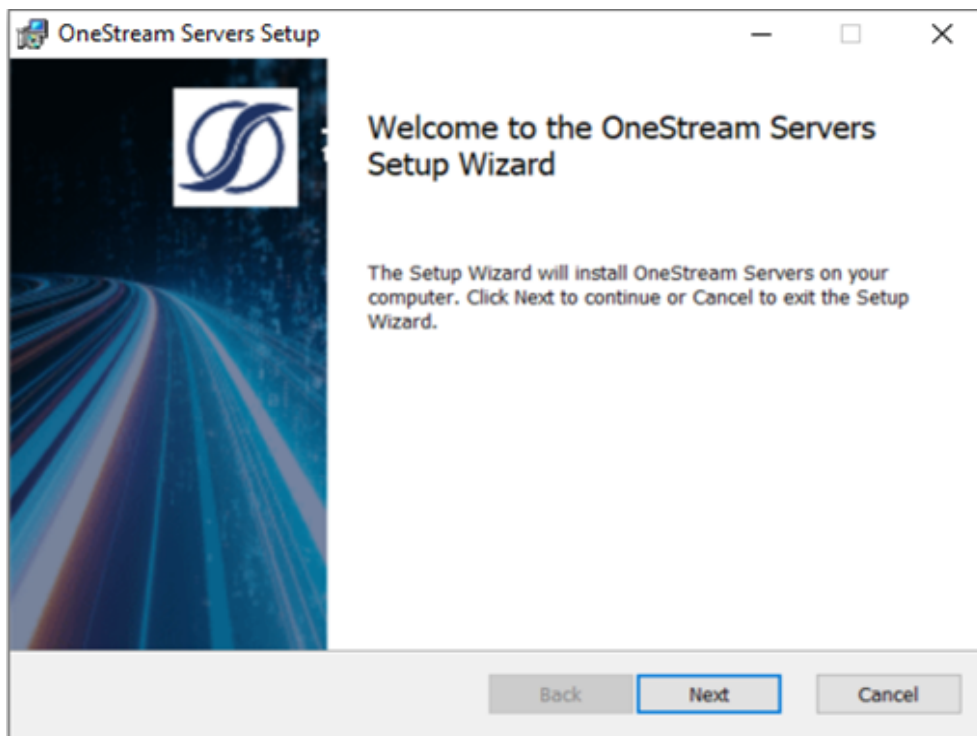 OneStream Servers Setup
Welcome to the OneStream Servers
Setup Wizard
The Setup Wizard will install OneStream Servers on your
computer. Click Next to continue or Cancel to exit the Setup
Wizard.
Back
Next
Cancel